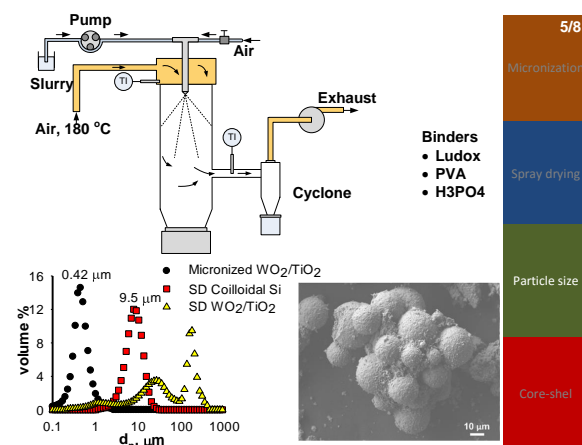 Pump
Air
Slurry
TI
Air, 180 °C
TI
Exhaust
Cyclone
Binders
• Ludox
• PVA
• H3PO4
5/8
Micronization
Spray drying
Particle size
Core-shel
0.42 µm
9.5 µm
Micronized WO2/TiO2
SD Coilloidal Si
SD WO2/TiO2
volume %
16
12
8
4
0
0.1 1 10 100 1000
µm
10 µm